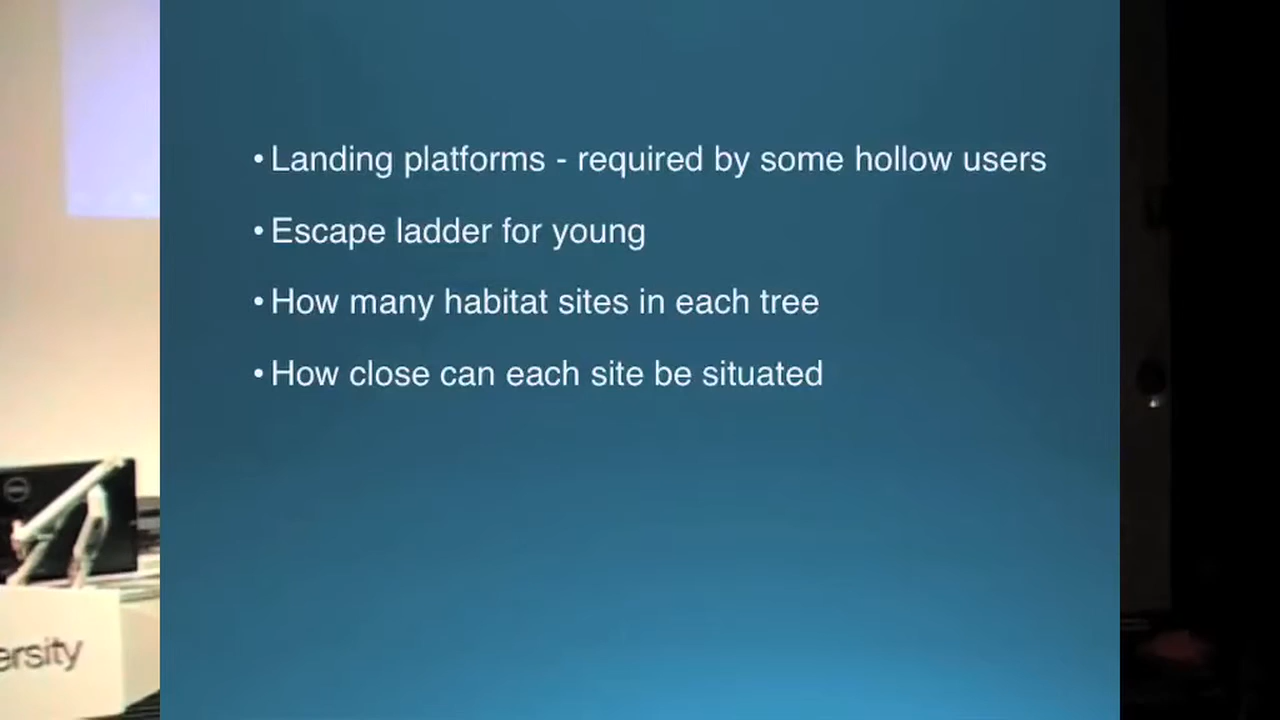 • Landing platforms - required by some hollow users
• Escape ladder for young
• How many habitat sites in each tree
• How close can each site be situated
ersity